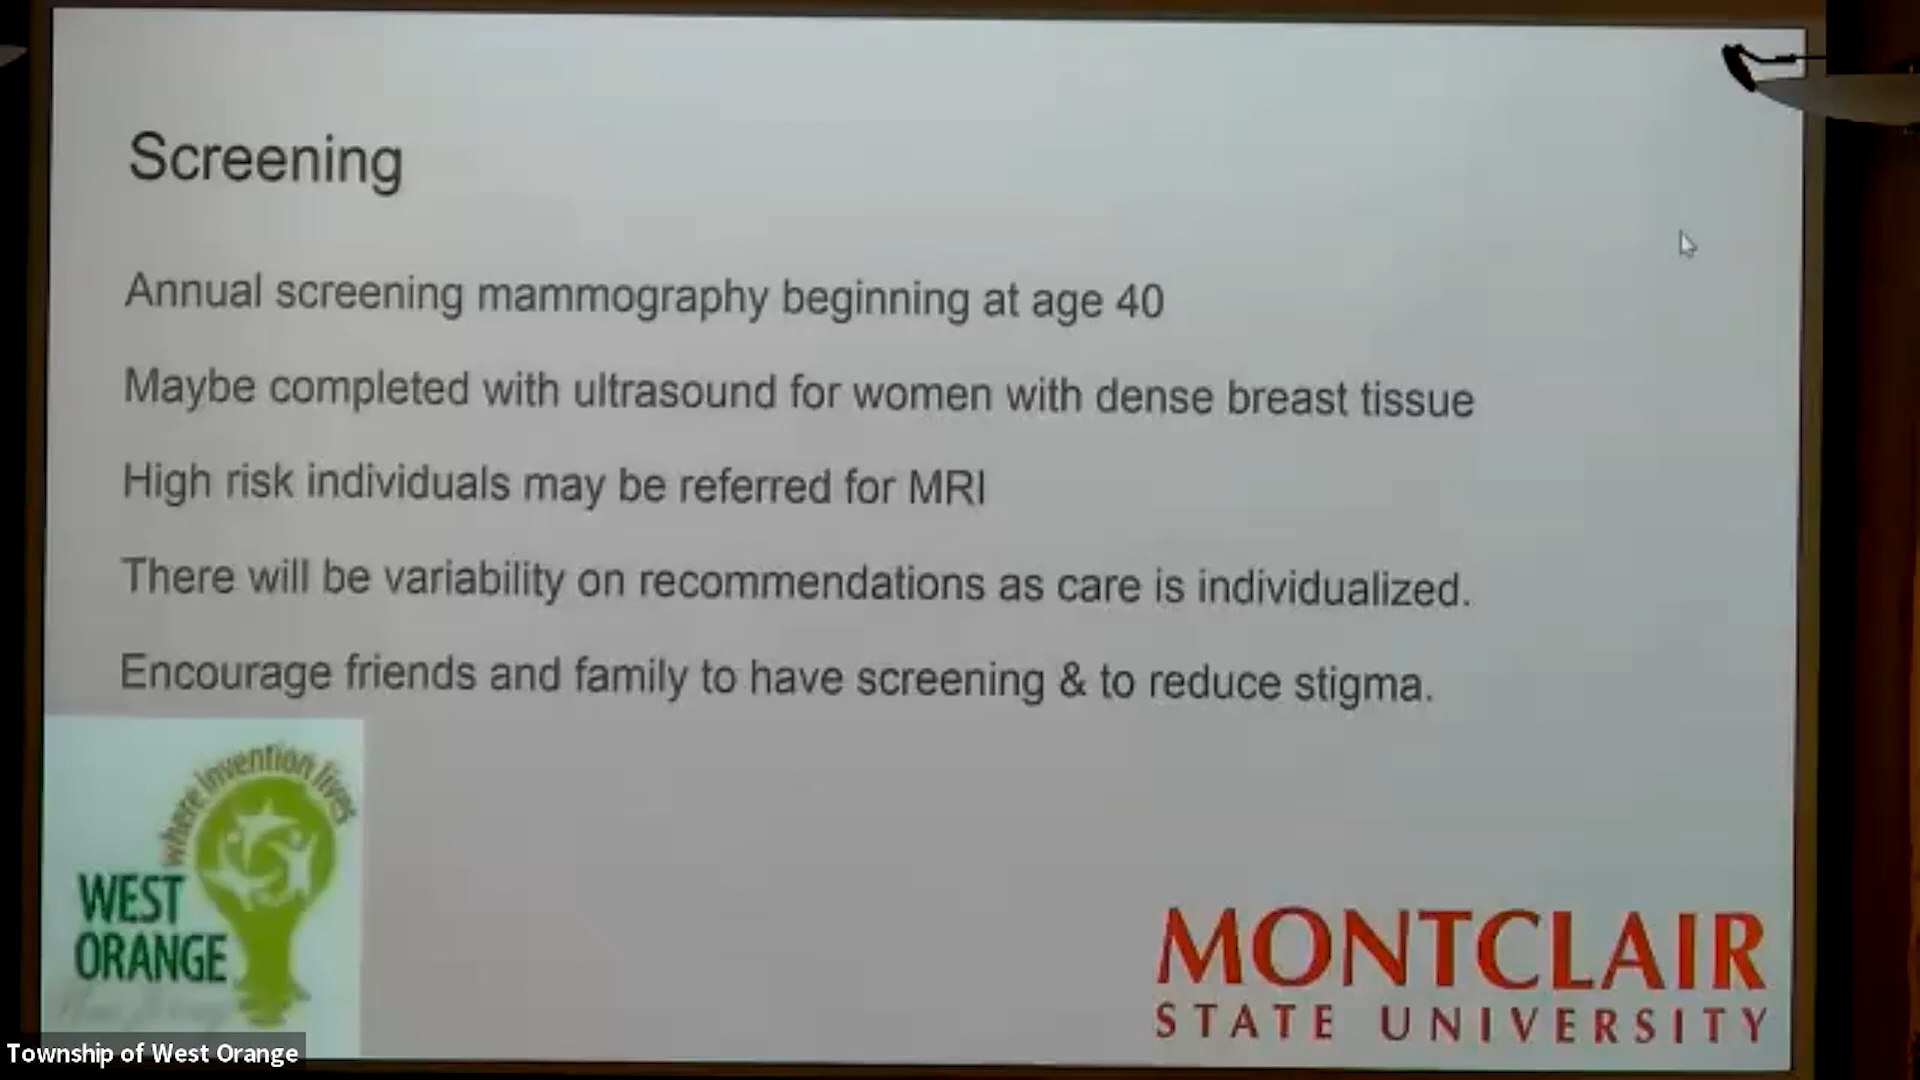 Screening
Annual screening mammography beginning at age 40
Maybe completed with ultrasound for women with dense breast tissue
High risk individuals may be referred for MRI
There will be variability on recommendations as care is individualized.
Encourage friends and family to have screening & to reduce stigma.
where invention lives
WEST
ORANGE
MONTCLAIR
STATE UNIVERSITY
Township of West Orange